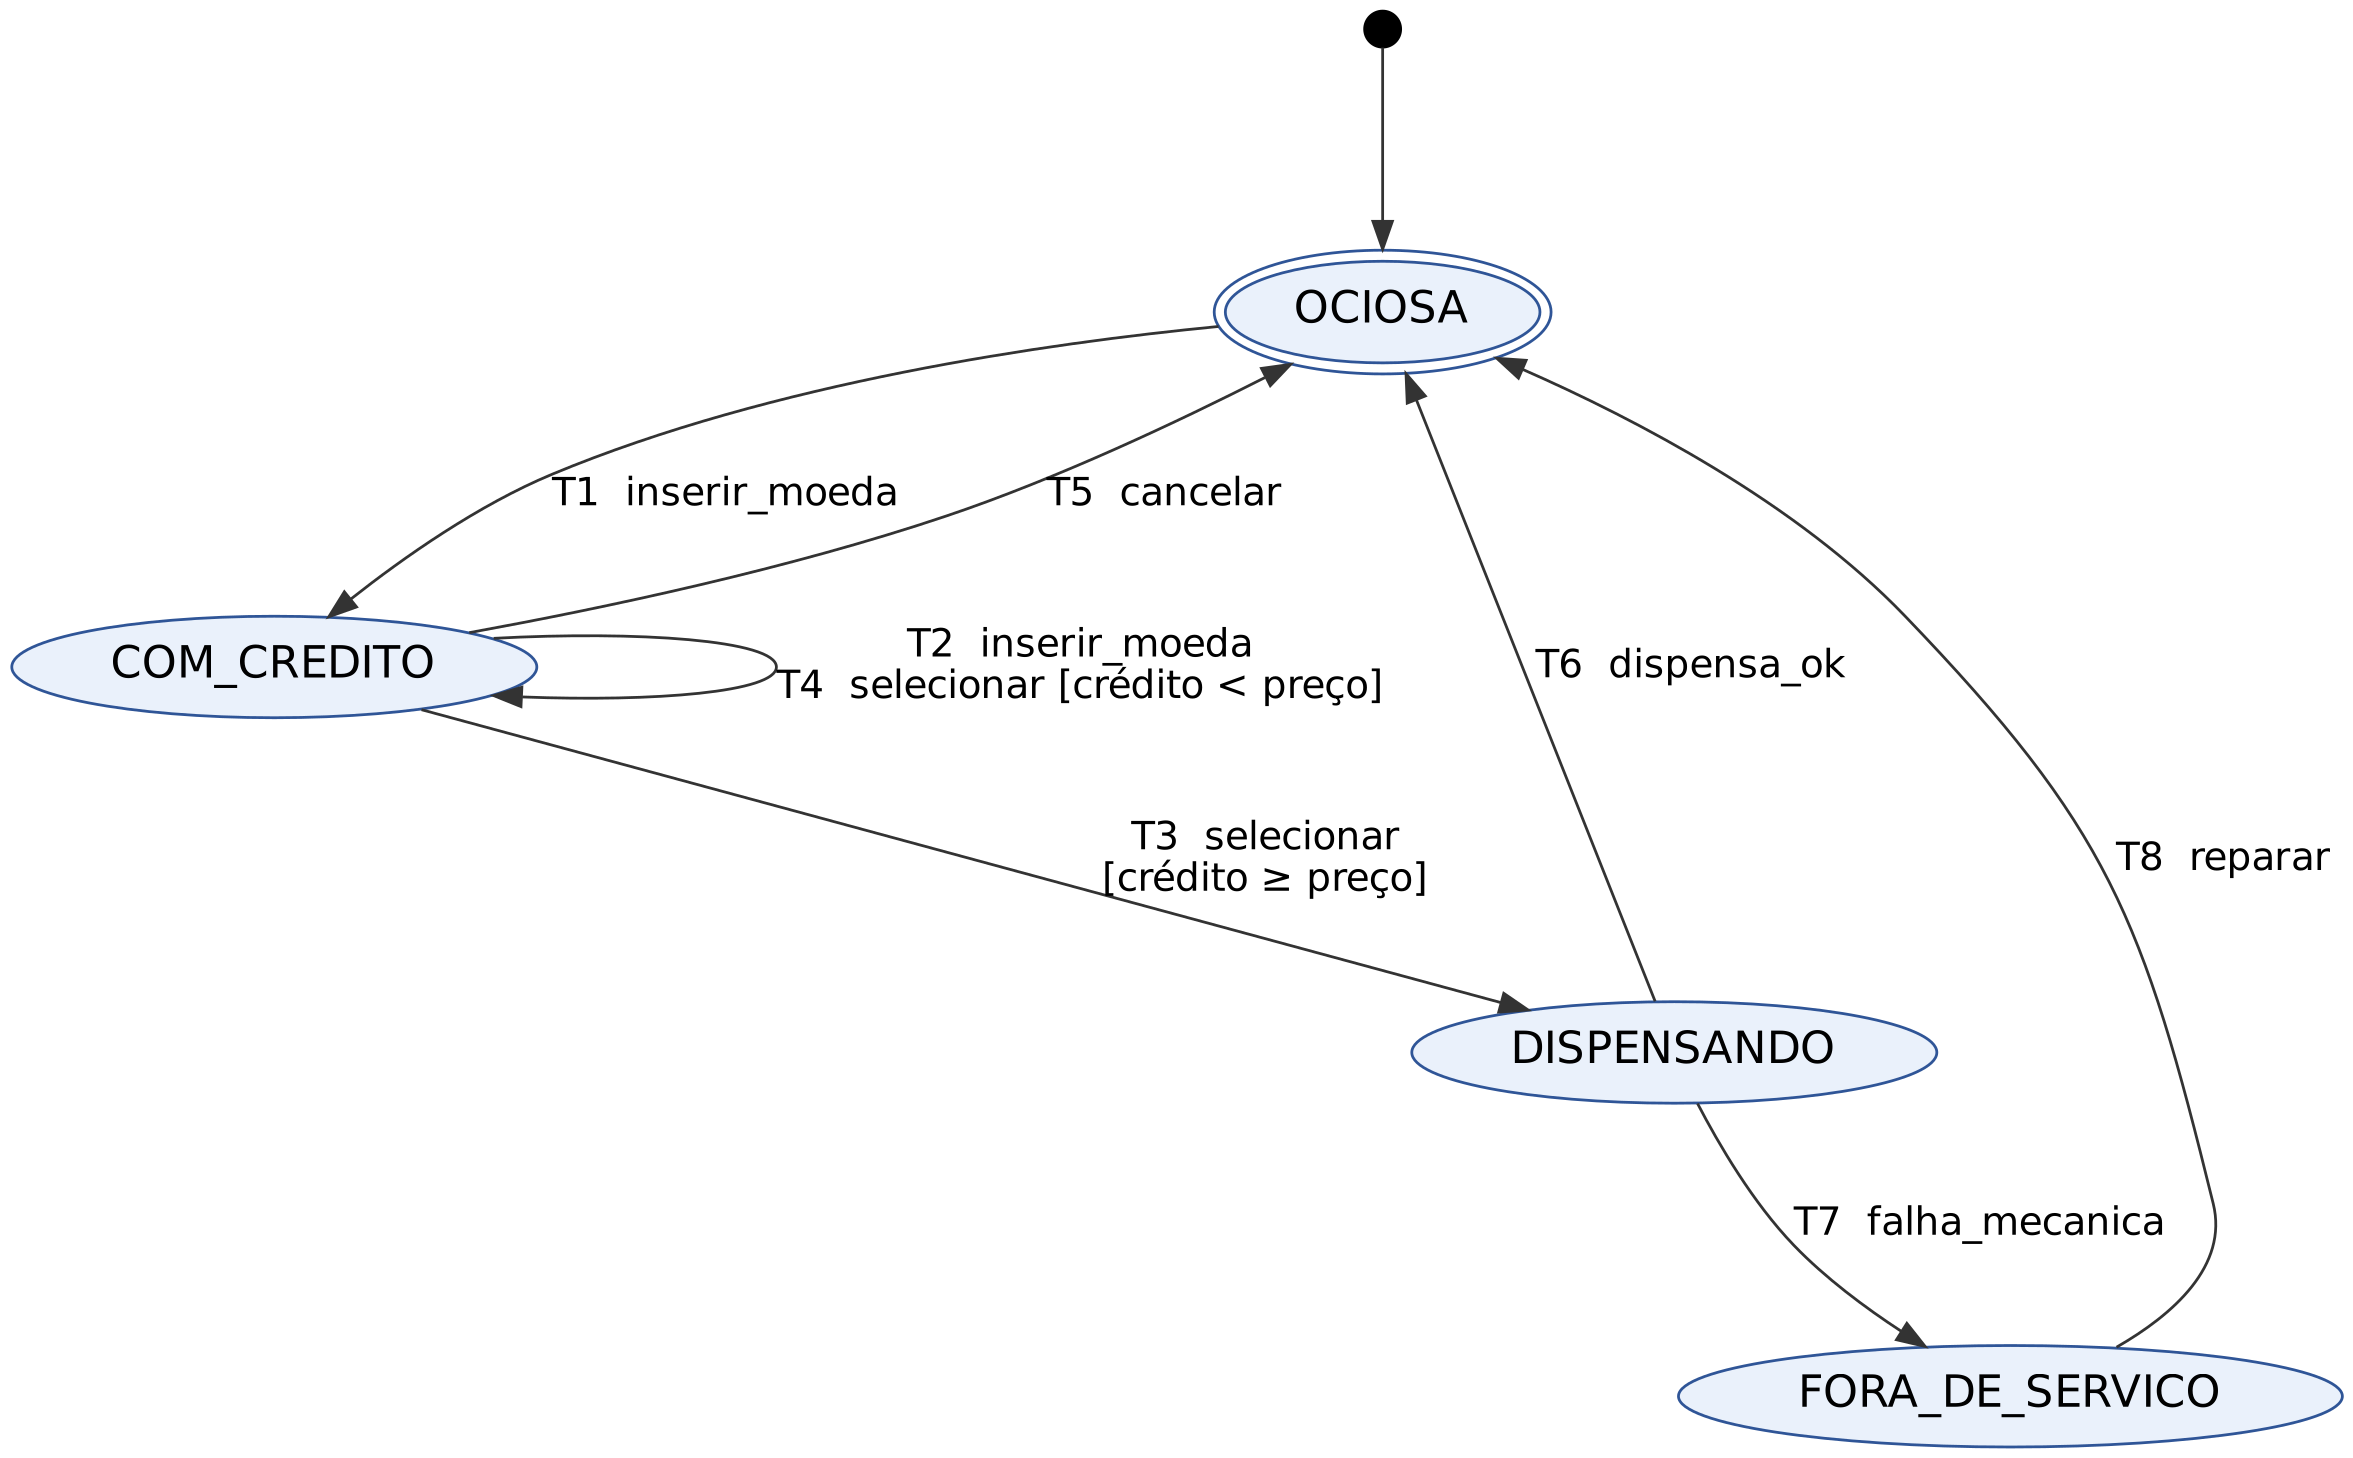 OCIOSA
T1 inserir_moeda
T5 cancelar
T2 inserir_moeda
T4 selecionar [crédito < preço]
COM_CREDITO
T6 dispensa_ok
T3 selecionar
[crédito ≥ preço]
T8 reparar
DISPENSANDO
T7 falha_mecanica
FORA_DE_SERVICO